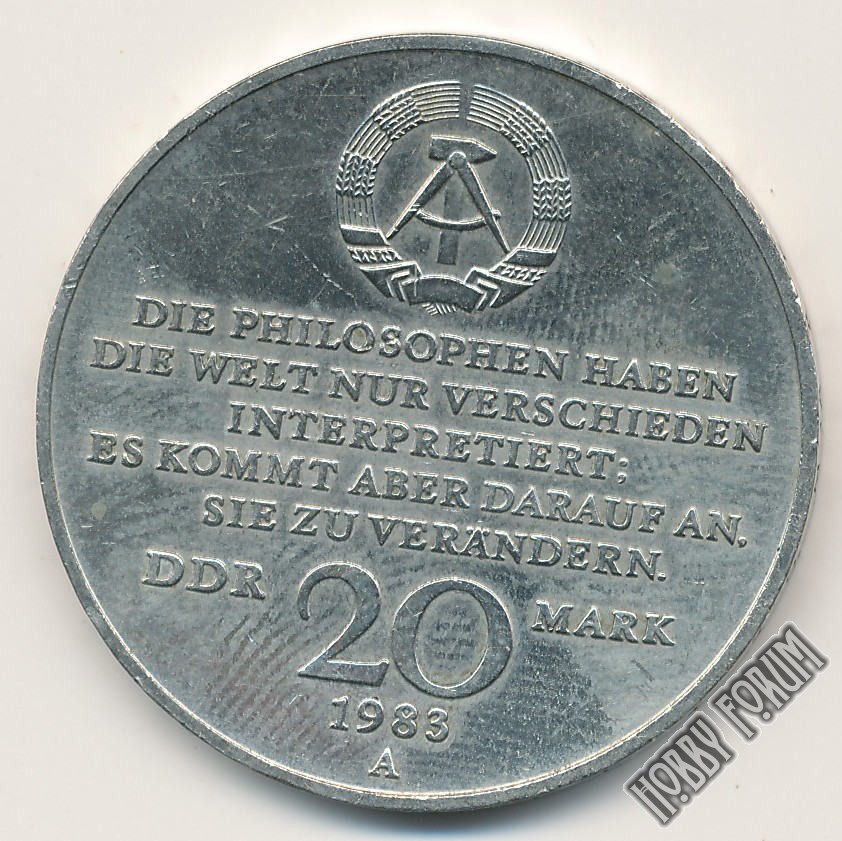 DIE PHILOSOPHEN HABEN
DIE WELT NUR VERSCHIEDEN
INTERPRETIERT;
ES KOMMT ABER DARAUF AN,
SIE ZU VERÄNDERN.
DDR 20 MARK
1983
A
HOBBY FORUM